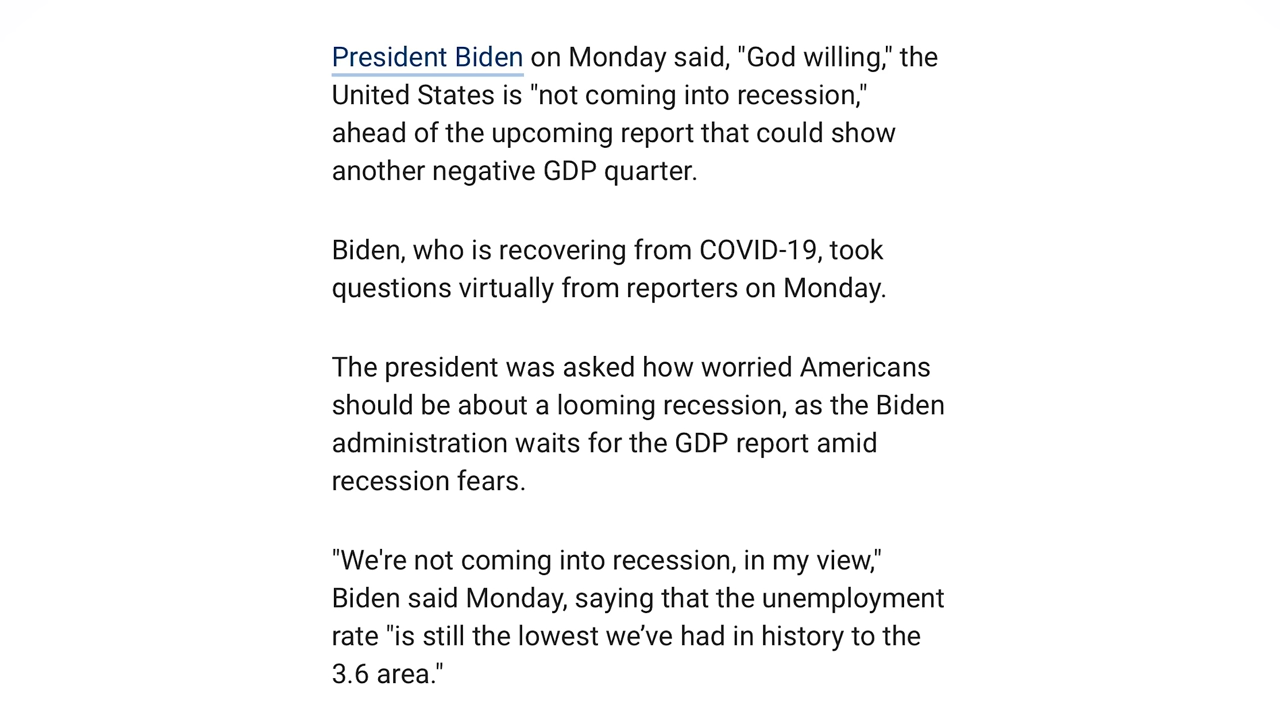 President Biden on Monday said, "God willing," the
United States is "not coming into recession,"
ahead of the upcoming report that could show
another negative GDP quarter.
Biden, who is recovering from COVID-19, took
questions virtually from reporters on Monday.
The president was asked how worried Americans
should be about a looming recession, as the Biden
administration waits for the GDP report amid
recession fears.
"We're not coming into recession, in my view,"
Biden said Monday, saying that the unemployment
rate "is still the lowest we’ve had in history to the
3.6 area."